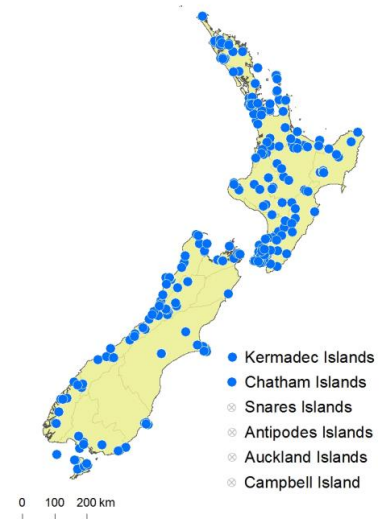 Kermadec Islands
Chatham Islands
Snares Islands
Antipodes Islands
Auckland Islands
Campbell Island
0 100 200 km